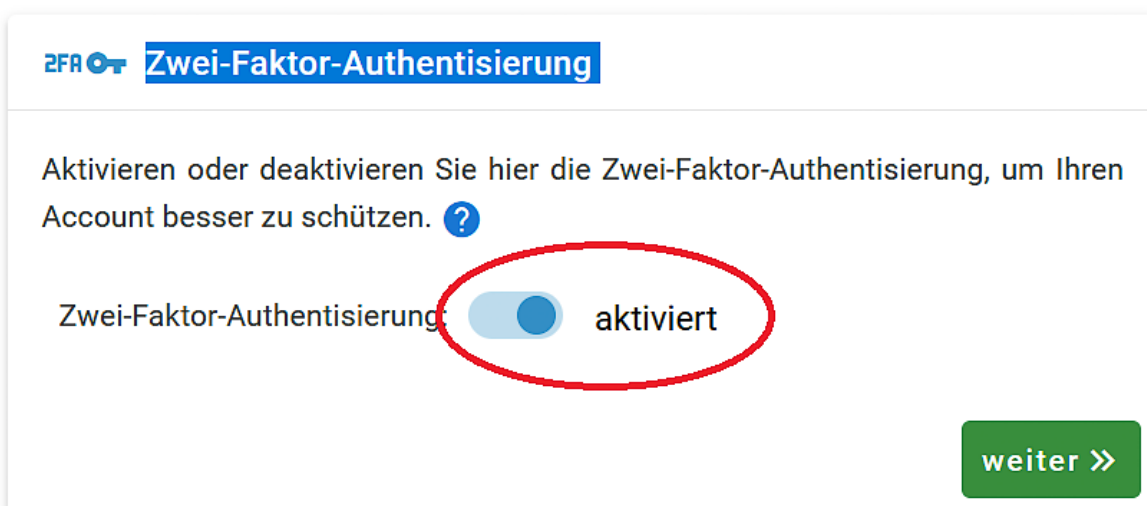 2FA Zwei-Faktor-Authentisierung
Aktivieren oder deaktivieren Sie hier die Zwei-Faktor-Authentisierung, um Ihren
Account besser zu schützen. ?
Zwei-Faktor-Authentisierung: aktiviert
weiter »